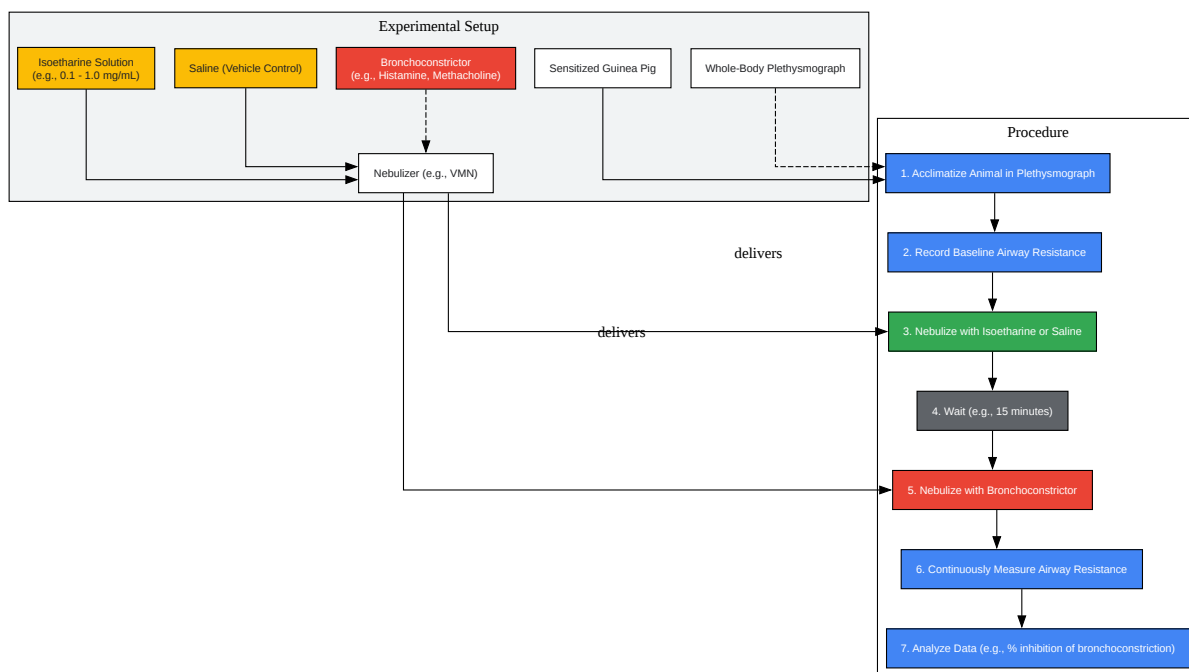 Experimental Setup
Isoetharine Solution
(e.g., 0.1 - 1.0 mg/mL)
Saline (Vehicle Control)
Bronchoconstrictor
(e.g., Histamine, Methacholine)
Sensitized Guinea Pig
Whole-Body Plethysmograph
Nebulizer (e.g., VMN)
delivers
delivers
Procedure
1. Acclimatize Animal in Plethysmograph
2. Record Baseline Airway Resistance
3. Nebulize with Isoetharine or Saline
4. Wait (e.g., 15 minutes)
5. Nebulize with Bronchoconstrictor
6. Continuously Measure Airway Resistance
7. Analyze Data (e.g., % inhibition of bronchoconstriction)